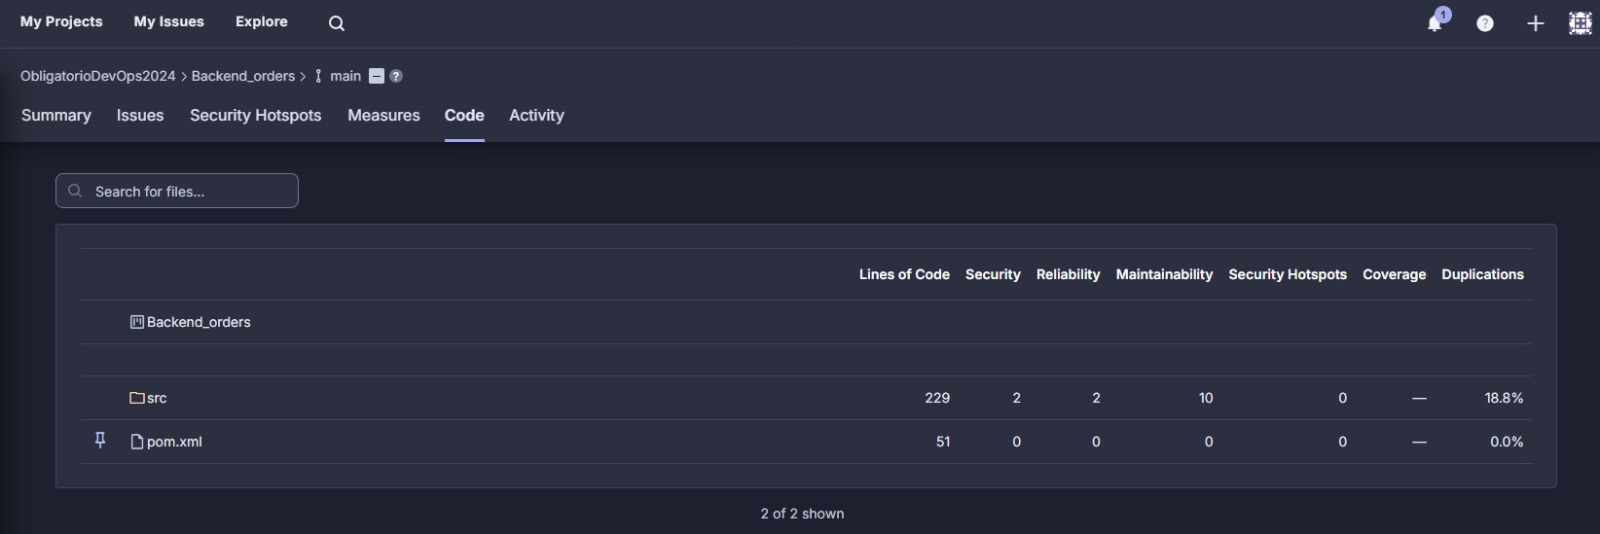 My Projects My Issues Explore 1 ?
ObligatorioDevOps2024 > Backend_orders > main ?
Summary Issues Security Hotspots Measures Code Activity
Search for files...
Lines of Code Security Reliability Maintainability Security Hotspots Coverage Duplications
Backend_orders
src 229 2 2 10 0 — 18.8%
pom.xml 51 0 0 0 0 — 0.0%
2 of 2 shown